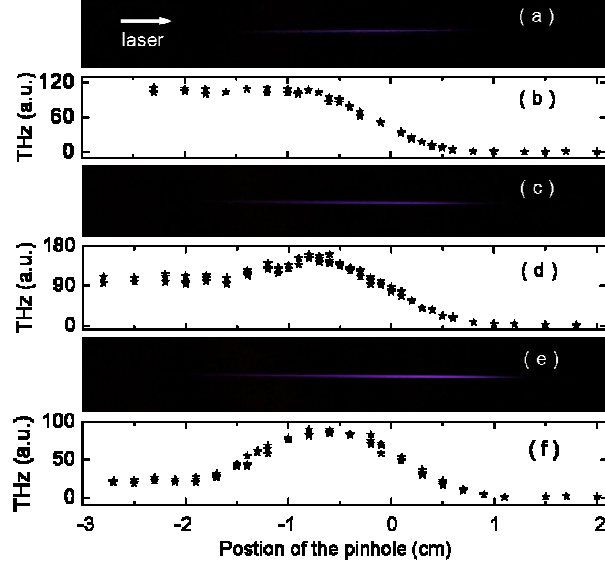 ( a )
laser
120
60
0
THz (a.u.)
( b )
( c )
180
90
0
THz (a.u.)
( d )
( e )
100
50
0
THz (a.u.)
( f )
-3 -2 -1 0 1 2
Postion of the pinhole (cm)